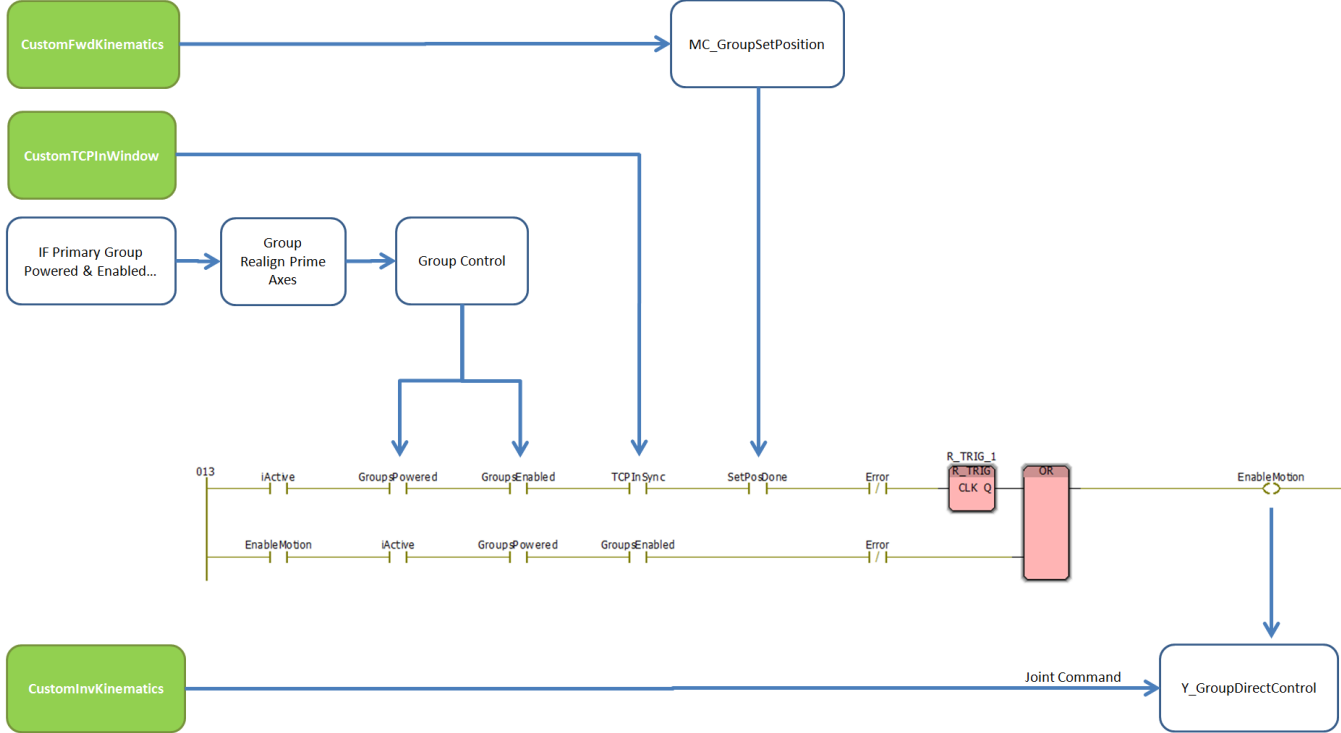 CustomFwdKinematics
MC_GroupSetPosition
CustomTCPInWindow
IF Primary Group
Powered & Enabled...
Group
Realign Prime
Axes
Group Control
R_TRIG_1
013
iActive
GroupsPowered
GroupsEnabled
TCPInSync
SetPosDone
Error
R_TRIG
OR
EnableMotion
CLK Q
EnableMotion
iActive
GroupsPowered
GroupsEnabled
Error
CustomInvKinematics
Joint Command
Y_GroupDirectControl